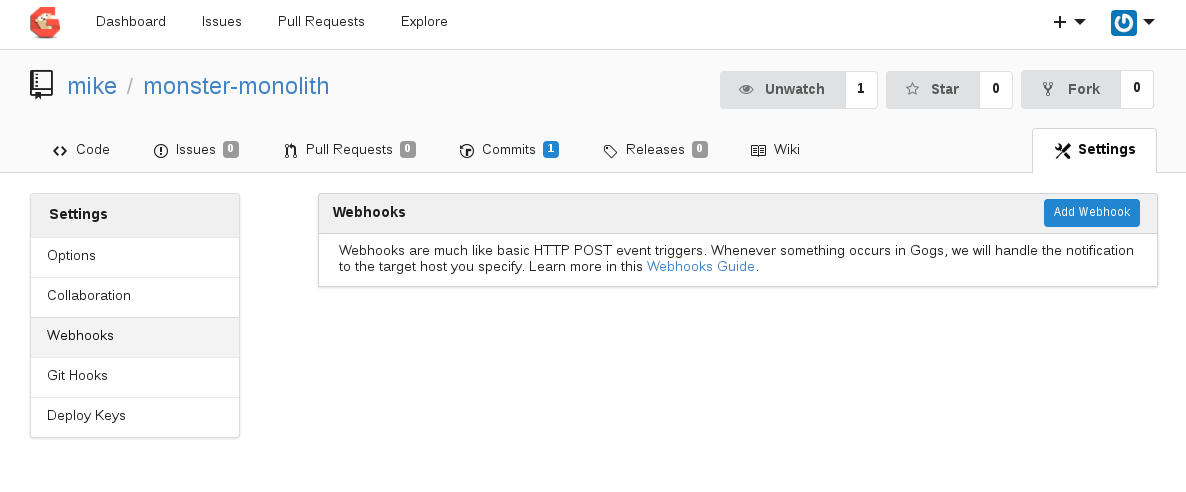 Dashboard Issues Pull Requests Explore
mike / monster-monolith
Unwatch 1 Star 0 Fork 0
Code Issues 0 Pull Requests 0 Commits 1 Releases 0 Wiki Settings
Settings
Options
Collaboration
Webhooks
Git Hooks
Deploy Keys
Webhooks Add Webhook
Webhooks are much like basic HTTP POST event triggers. Whenever something occurs in Gogs, we will handle the notification
to the target host you specify. Learn more in this Webhooks Guide.